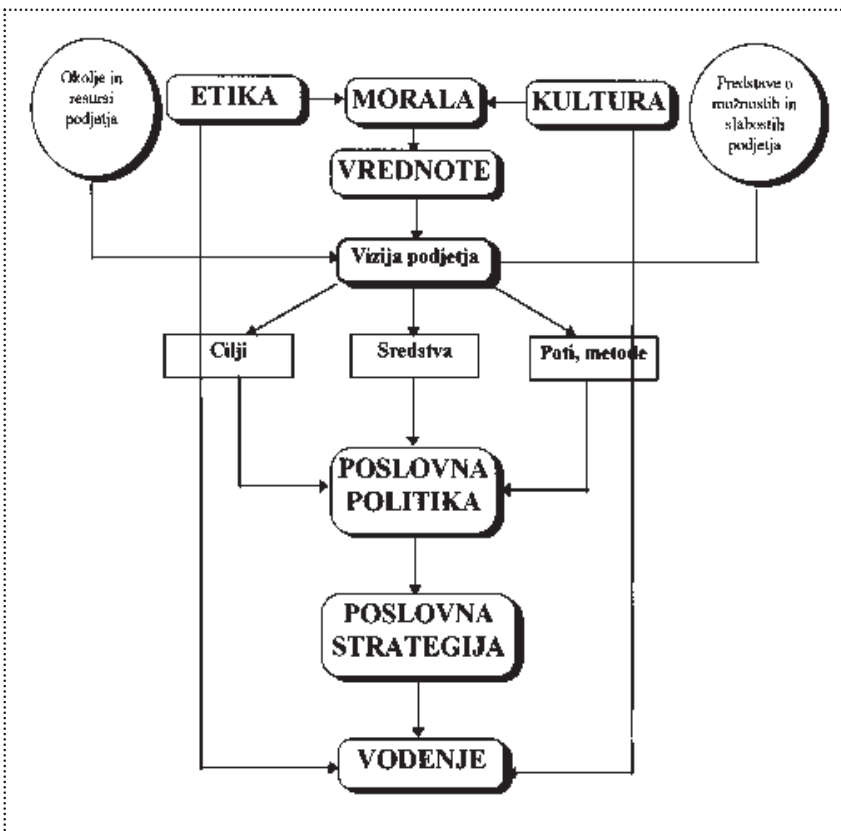 Okolje in
resursi
podjetja
ETIKA
MORALA
KULTURA
Predstave o
možnostih in
slabostih
podjetja
VREDNOTE
Vizija podjetja
Cilji
Sredstva
Poti, metode
POSLOVNA
POLITIKA
POSLOVNA
STRATEGIJA
VODENJE